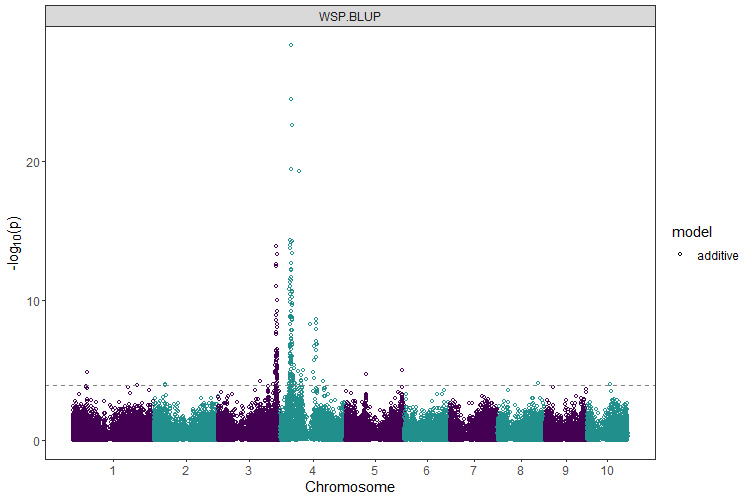 WSP.BLUP
-log10(p)
20
10
0
1 2 3 4 5 6 7 8 9 10
Chromosome
model
additive